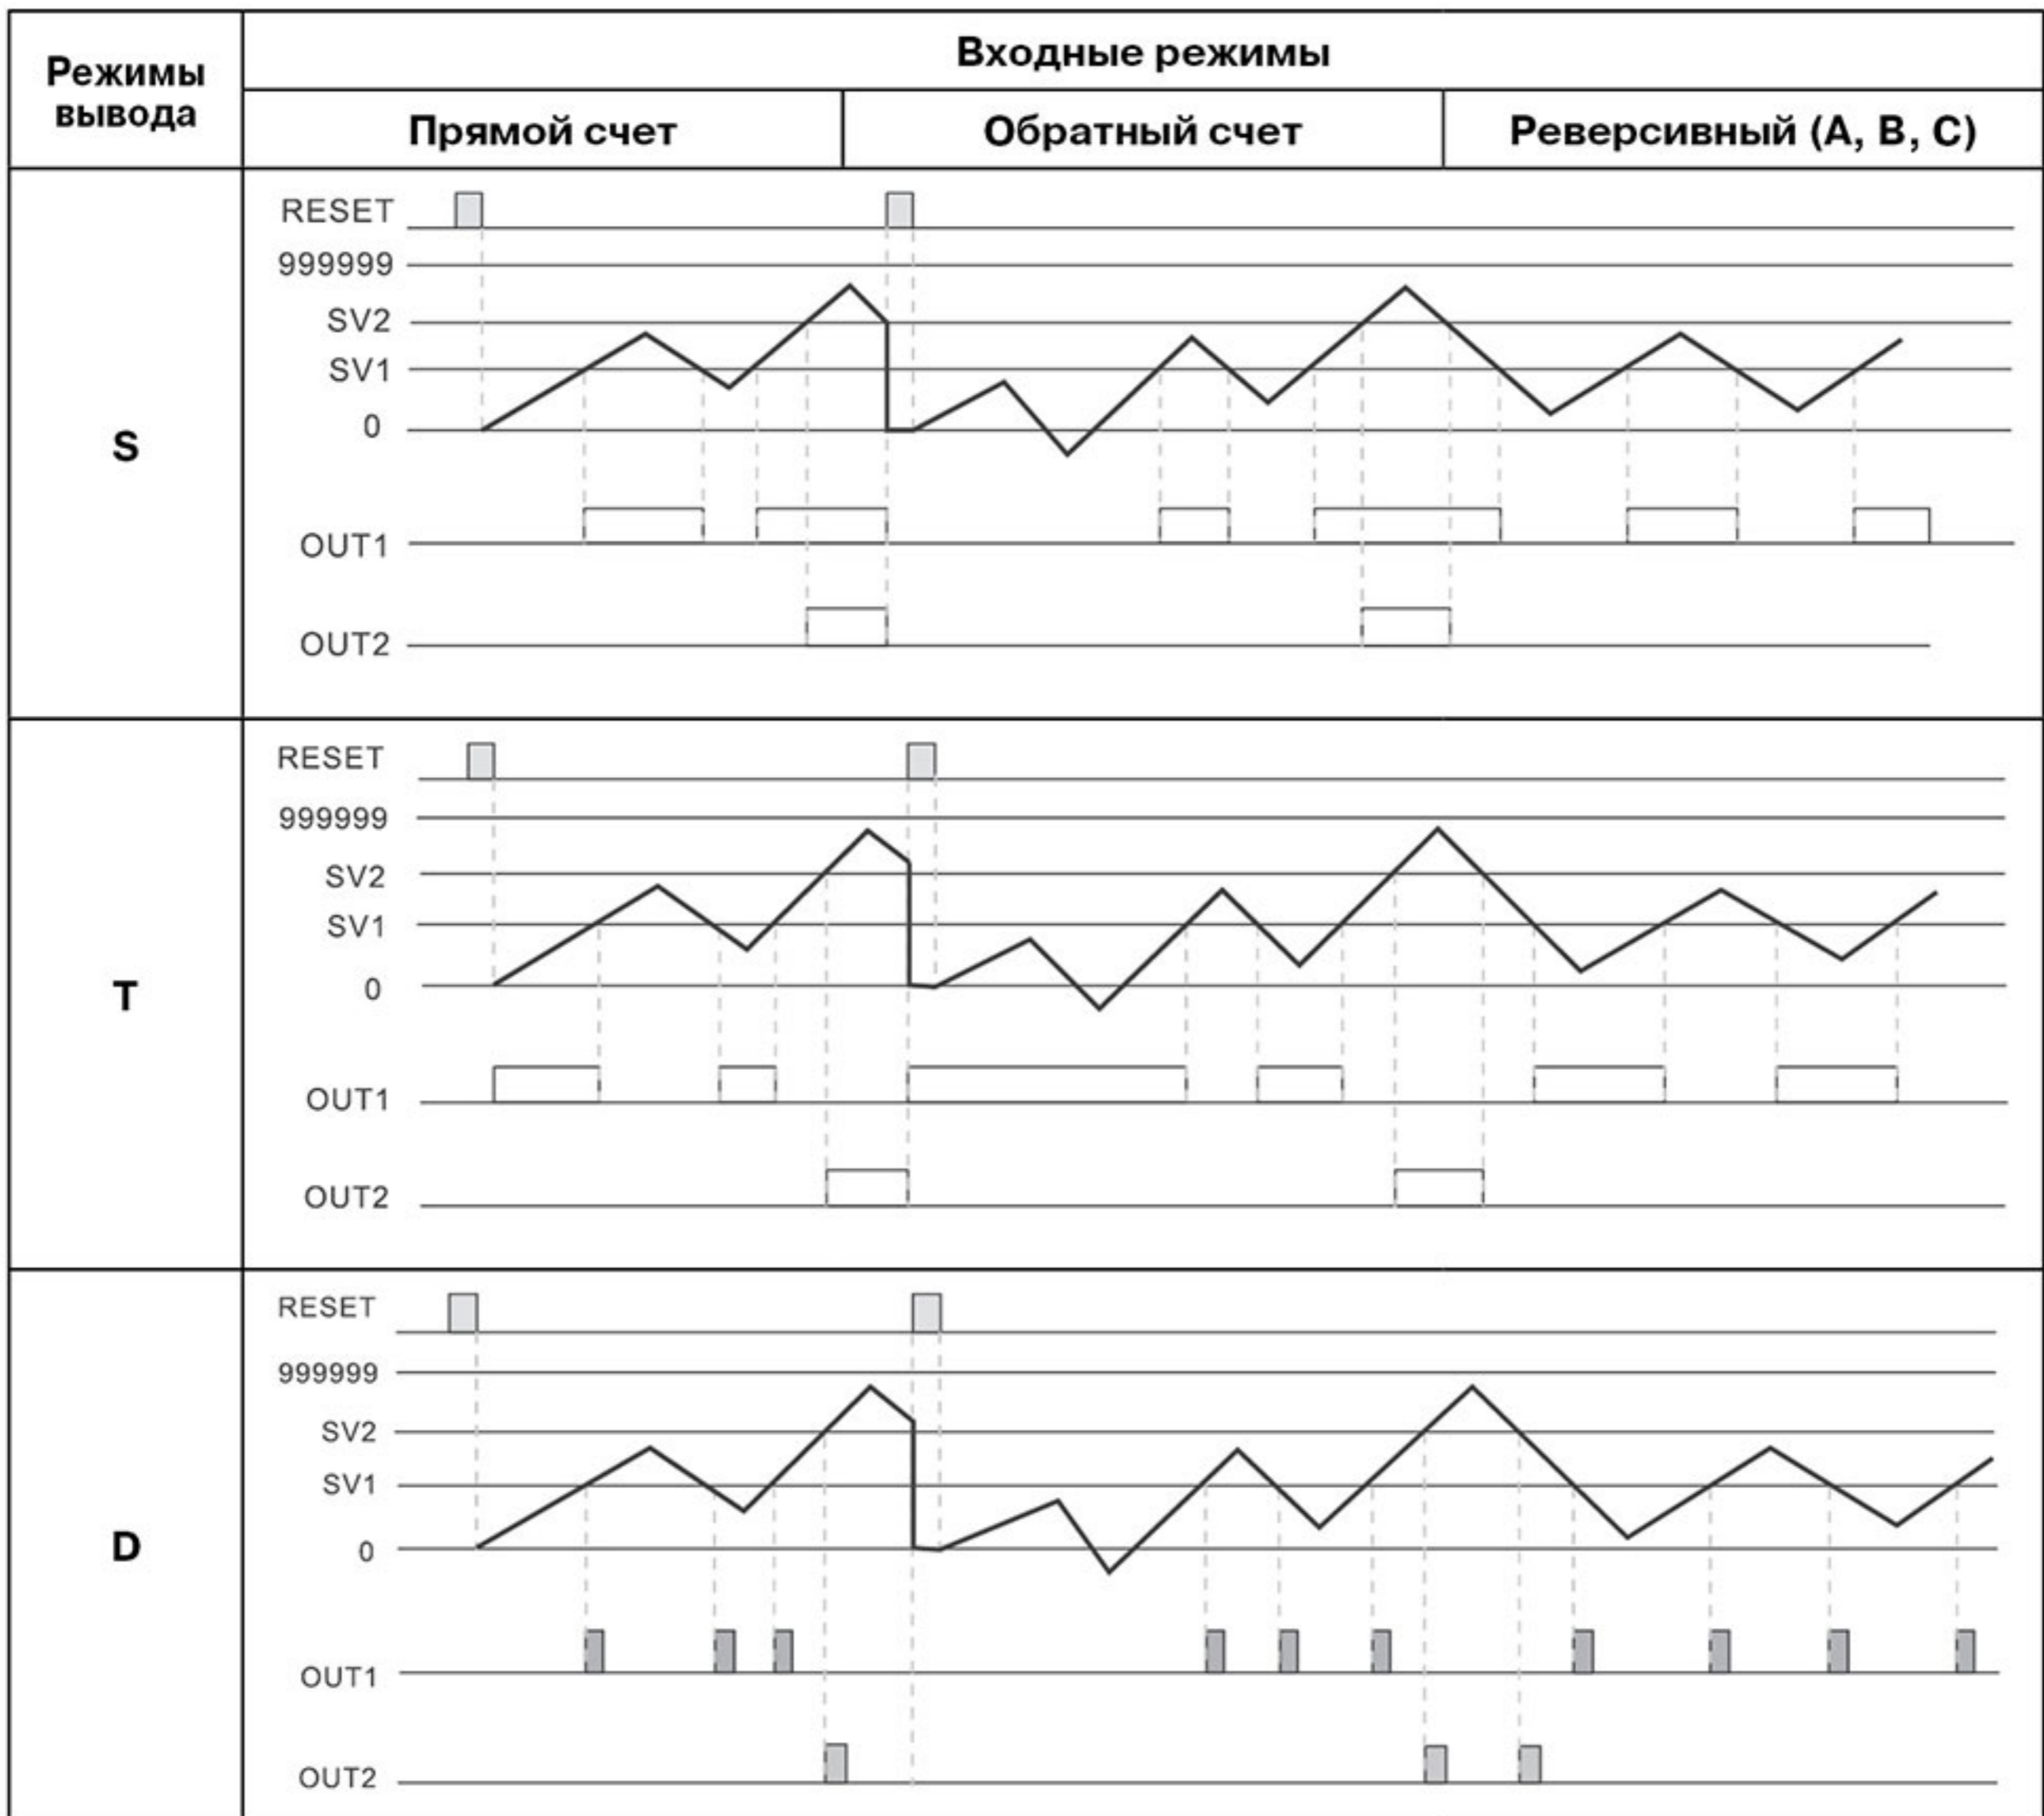 Режимы
вывода
Входные режимы
Прямой счет
Обратный счет
Реверсивный (A, B, C)
S
RESET
999999
SV2
SV1
0
OUT1
OUT2
T
RESET
999999
SV2
SV1
0
OUT1
OUT2
D
RESET
999999
SV2
SV1
0
OUT1
OUT2